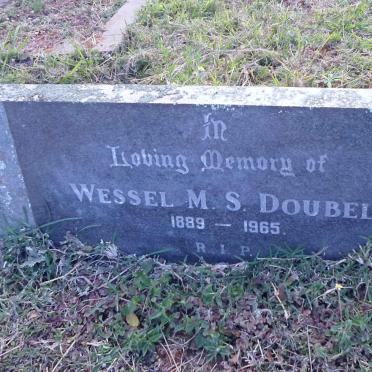 In
Loving Memory of
WESSEL M. S. DOUBEL
1889 — 1965.
R.I.P.